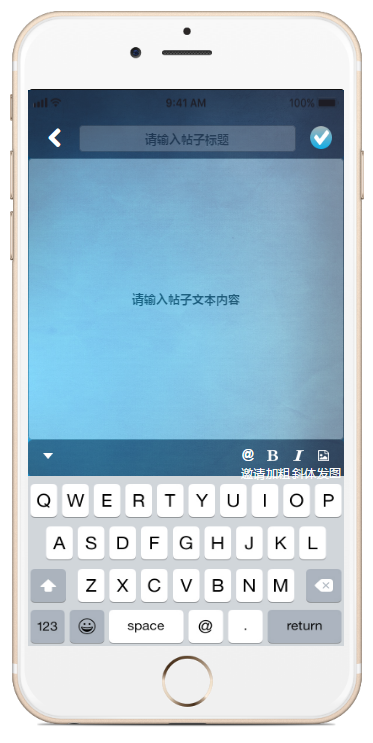 9:41 AM 100%
请输入帖子标题
请输入帖子文本内容
@ B I
邀请加粗斜体发图
Q W E R T Y U I O P
A S D F G H J K L
Z X C V B N M
123 space @ . return